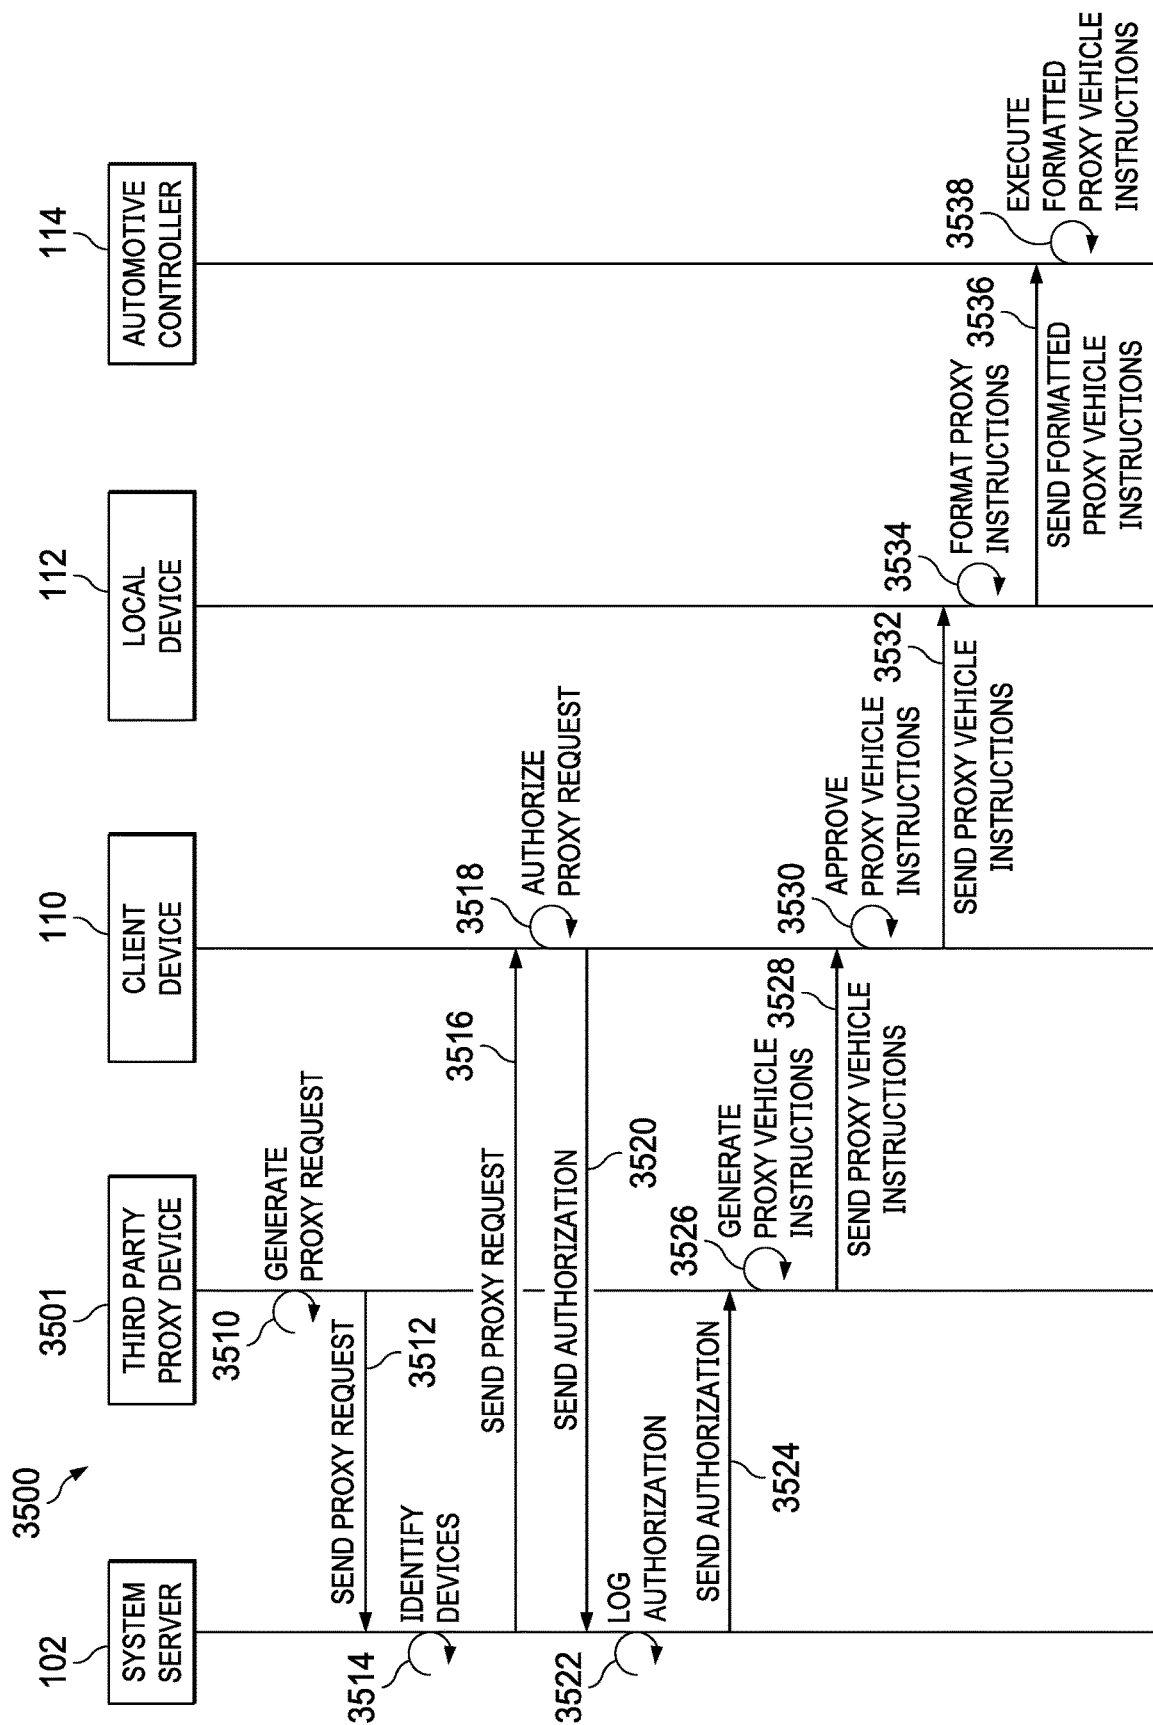 3500
102
SYSTEM
SERVER
3501
THIRD PARTY
PROXY DEVICE
110
CLIENT
DEVICE
112
LOCAL
DEVICE
114
AUTOMOTIVE
CONTROLLER
3510
GENERATE
PROXY REQUEST
SEND PROXY REQUEST
3512
3514
IDENTIFY
DEVICES
SEND PROXY REQUEST
3516
3518
AUTHORIZE
PROXY REQUEST
SEND AUTHORIZATION
3520
3522
LOG
AUTHORIZATION
SEND AUTHORIZATION
3524
3526
GENERATE
PROXY VEHICLE
INSTRUCTIONS
3528
SEND PROXY VEHICLE
INSTRUCTIONS
3530
APPROVE
PROXY VEHICLE
INSTRUCTIONS
3532
SEND PROXY VEHICLE
INSTRUCTIONS
3534
FORMAT PROXY
INSTRUCTIONS
3536
SEND FORMATTED
PROXY VEHICLE
INSTRUCTIONS
3538
EXECUTE
FORMATTED
PROXY VEHICLE
INSTRUCTIONS